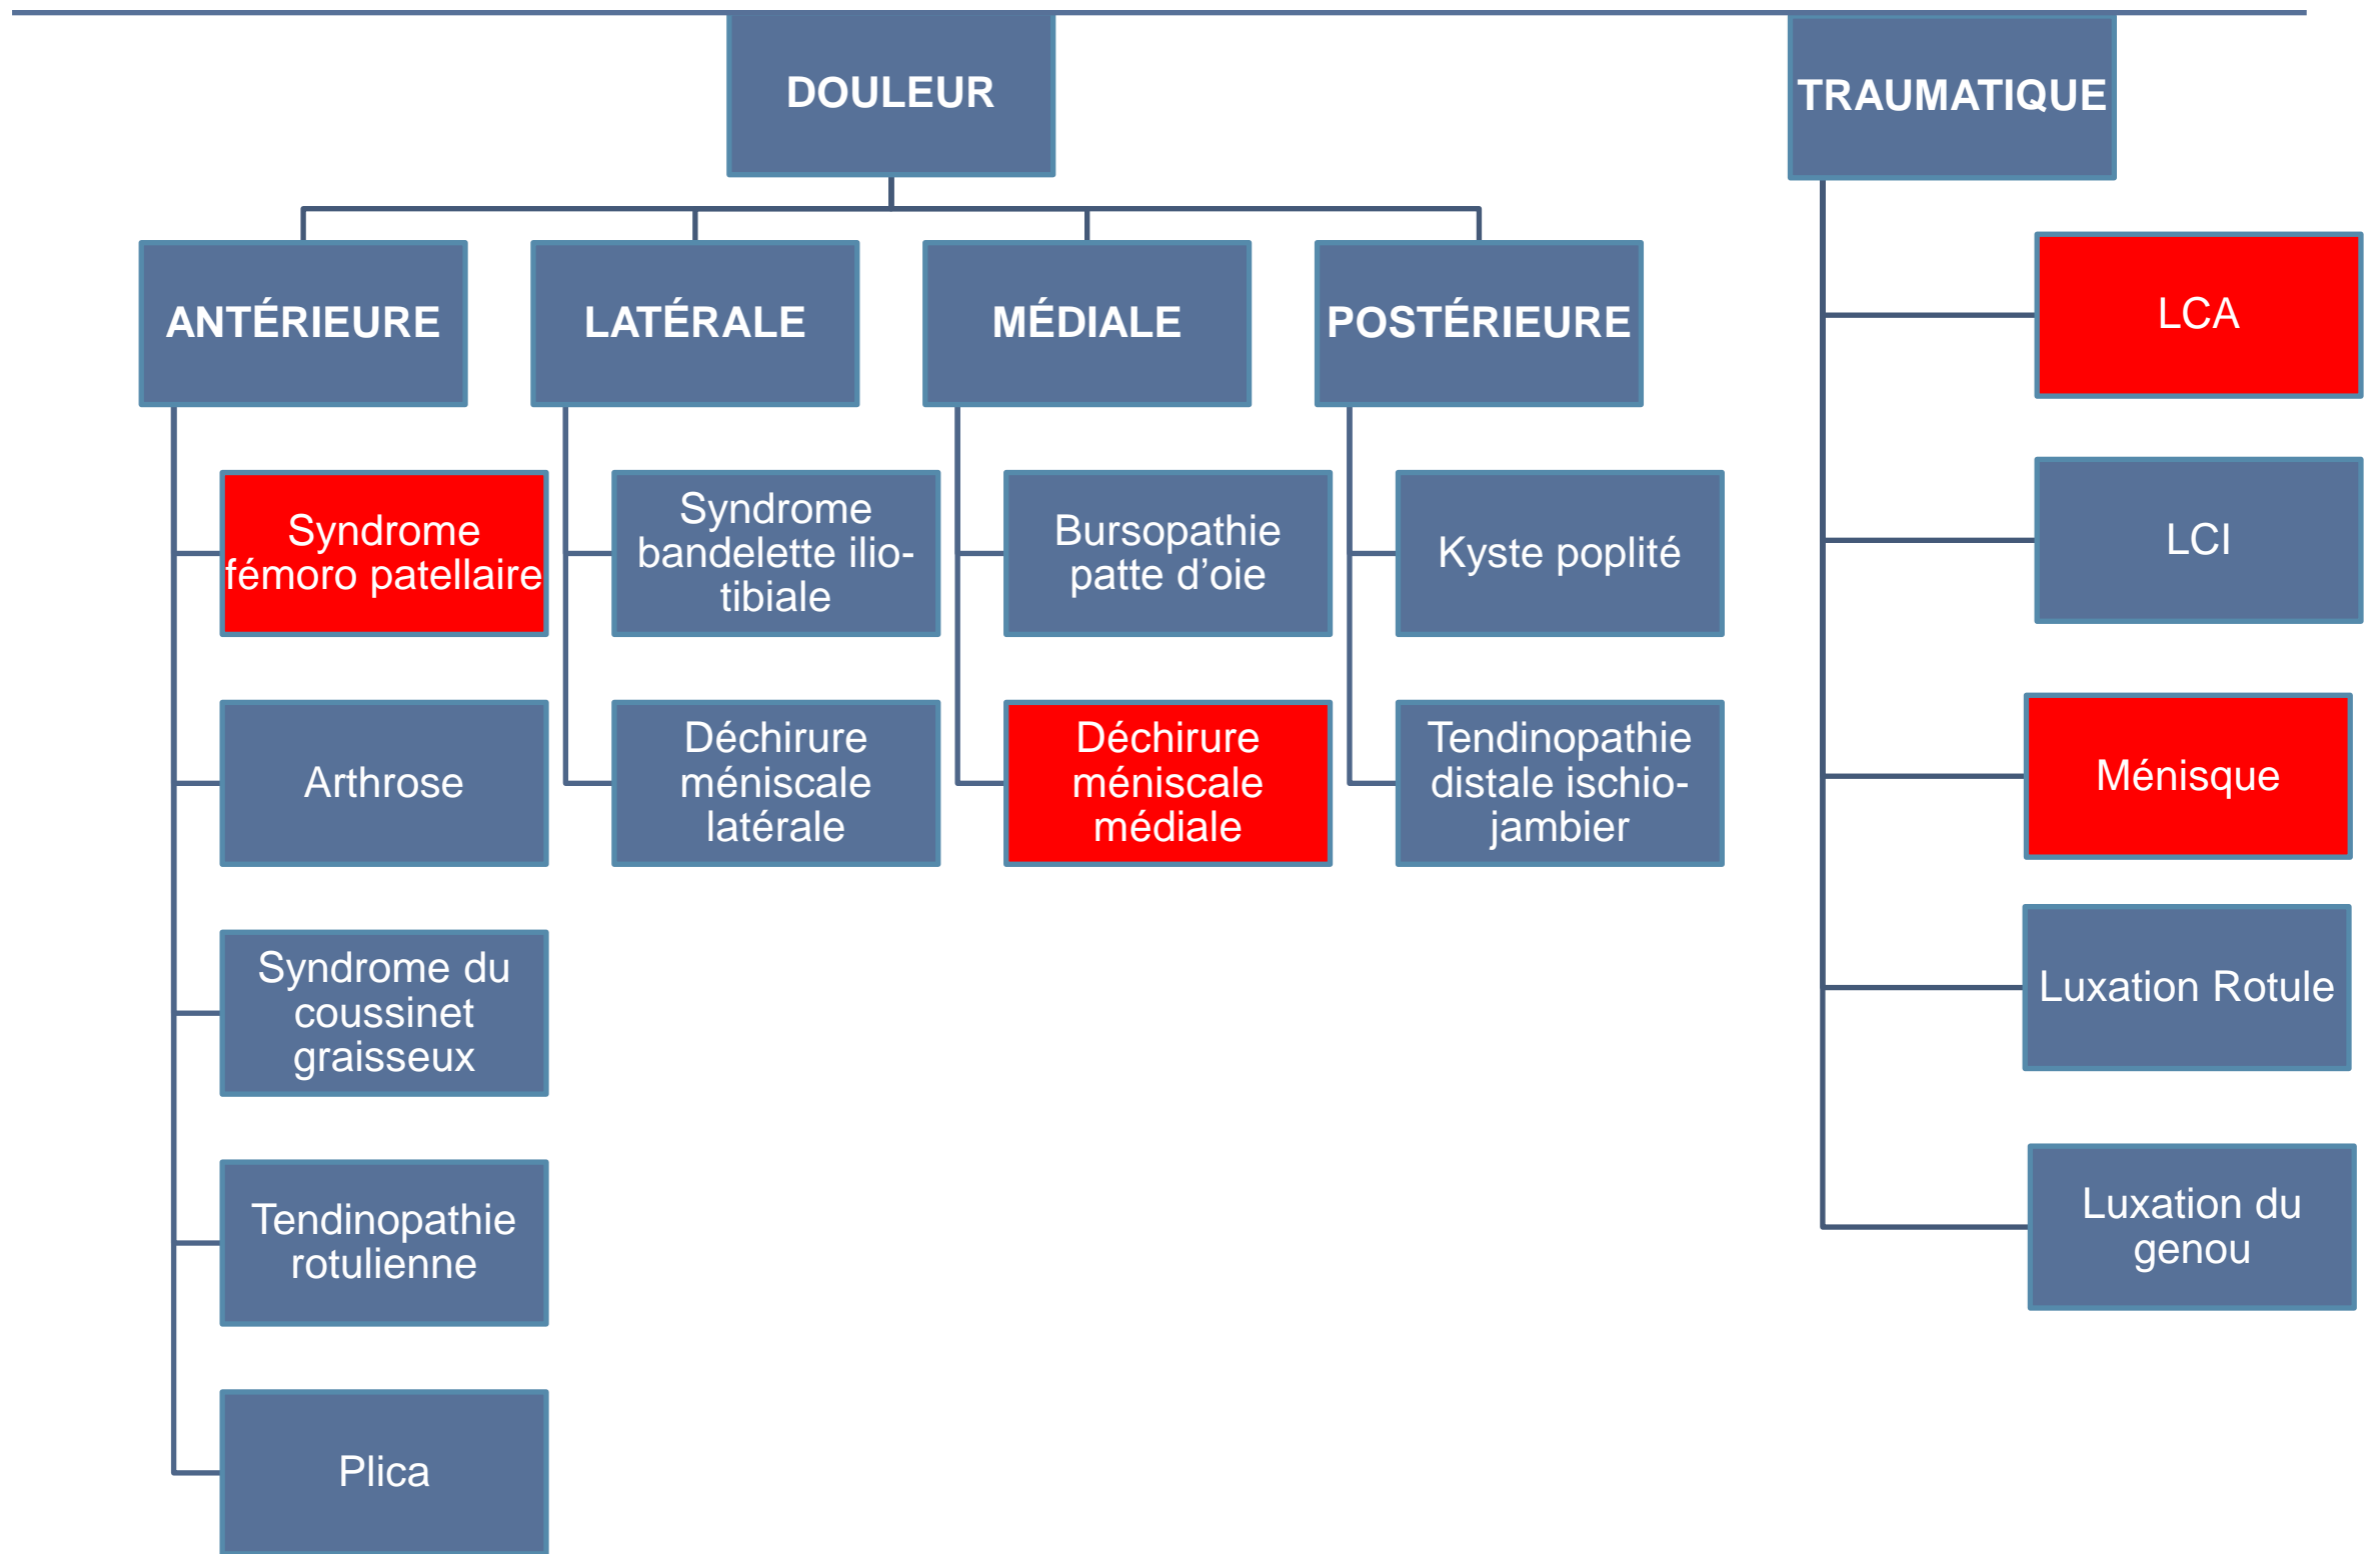 DOULEUR
TRAUMATIQUE
ANTÉRIEURE
LATÉRALE
MÉDIALE
POSTÉRIEURE
Syndrome
fémoro patellaire
Arthrose
Syndrome du
coussinet
graisseux
Tendinopathie
rotulienne
Plica
Syndrome
bandelette ilio-
tibiale
Déchirure
méniscale
latérale
Bursopathie
patte d’oie
Déchirure
méniscale
médiale
Kyste poplité
Tendinopathie
distale ischio-
jambier
LCA
LCI
Ménisque
Luxation Rotule
Luxation du
genou